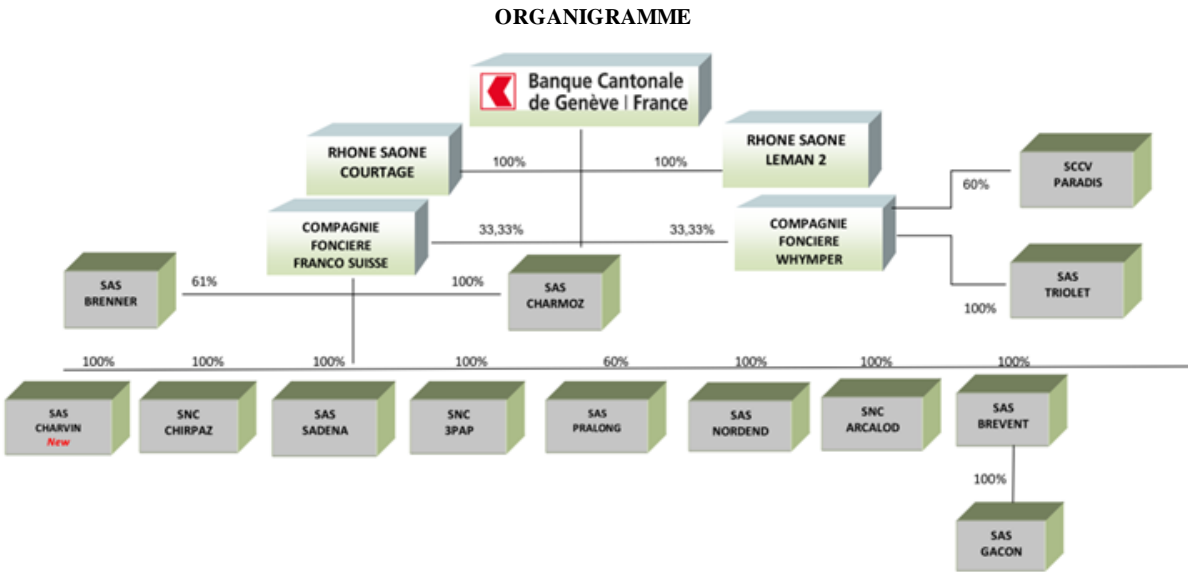 ORGANIGRAMME
Banque Cantonale
de Genève | France
RHONE SAONE
COURTAGE
100%
100%
RHONE SAONE
LEMAN 2
SCCV
PARADIS
60%
COMPAGNIE
FONCIERE
FRANCO SUISSE
33,33%
33,33%
COMPAGNIE
FONCIERE
WHYMPER
SAS
BRENNER
61%
100%
SAS
CHARMOZ
SAS
TRIOLET
100%
100%
100%
100%
100%
60%
100%
100%
100%
SAS
CHARVIN
New
SNC
CHIRPAZ
SAS
SADENA
SNC
3PAP
SAS
PRALONG
SAS
NORDEND
SNC
ARCALOD
SAS
BREVENT
100%
SAS
GACON